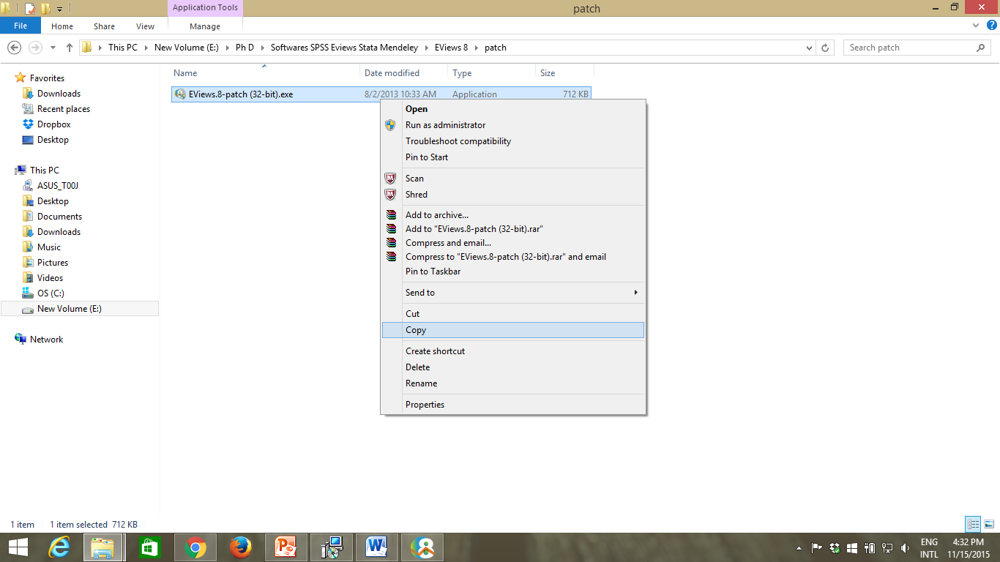 Application Tools
patch
File
Home
Share
View
Manage
This PC
New Volume (E:)
Ph D
Softwares SPSS Eviews Stata Mendeley
EViews 8
patch
Search patch
Name
Date modified
Type
Size
EViews.8-patch (32-bit).exe
8/2/2013 10:33 AM
Application
712 KB
Favorites
Downloads
Recent places
Dropbox
Desktop
This PC
ASUS_T00J
Desktop
Documents
Downloads
Music
Pictures
Videos
OS (C:)
New Volume (E:)
Network
Open
Run as administrator
Troubleshoot compatibility
Pin to Start
Scan
Shred
Add to archive...
Add to "EViews.8-patch (32-bit).rar"
Compress and email...
Compress to "EViews.8-patch (32-bit).rar" and email
Pin to Taskbar
Send to
Cut
Copy
Create shortcut
Delete
Rename
Properties
1 item
1 item selected 712 KB
ENG
INTL
4:32 PM
11/15/2015